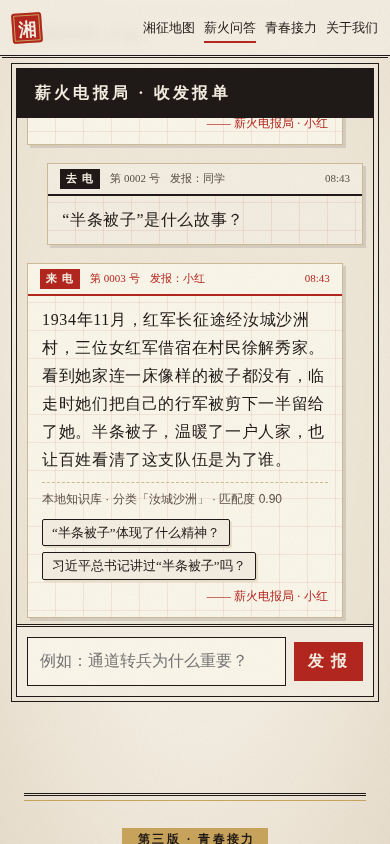 湘 湘征地图 薪火问答 青春接力 关于我们
薪火电报局 · 收发报单
—— 薪火电报局 · 小红
去电 第 0002 号 发报：同学 08:43
“半条被子”是什么故事？
来电 第 0003 号 发报：小红 08:43
1934年11月，红军长征途经汝城沙洲
村，三位女红军借宿在村民徐解秀家。
看到她家连一床像样的被子都没有，临
走时她们把自己的行军被剪下一半留给
了她。半条被子，温暖了一户人家，也
让百姓看清了这支队伍是为了谁。
本地知识库 · 分类「汝城沙洲」 · 匹配度 0.90
“半条被子”体现了什么精神？
习近平总书记讲过“半条被子”吗？
—— 薪火电报局 · 小红
例如：通道转兵为什么重要？ 发报
第三版 · 青春接力